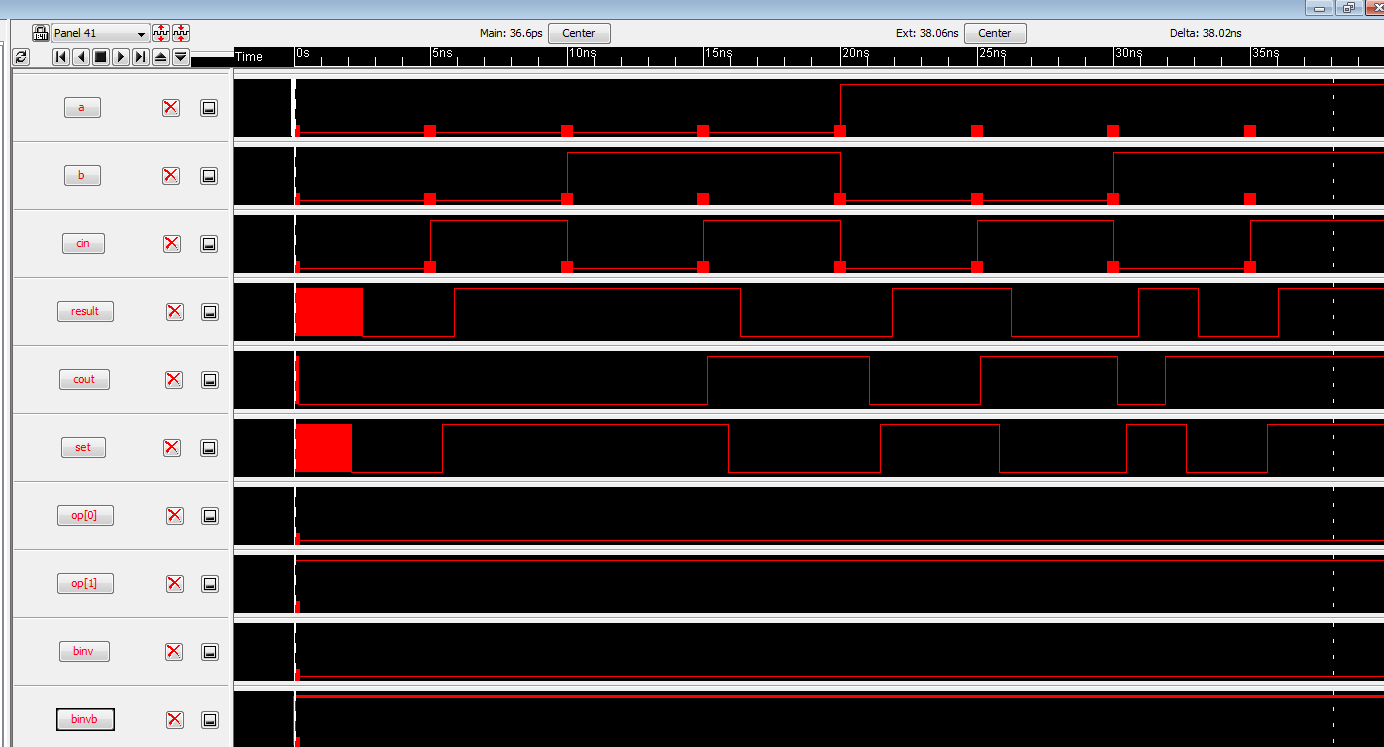 Panel 41 Main: 36.6ps Center Ext: 38.06ns Center Delta: 38.02ns
Time 0s 5ns 10ns 15ns 20ns 25ns 30ns 35ns
a
b
cin
result
cout
set
op[0]
op[1]
binv
binvb